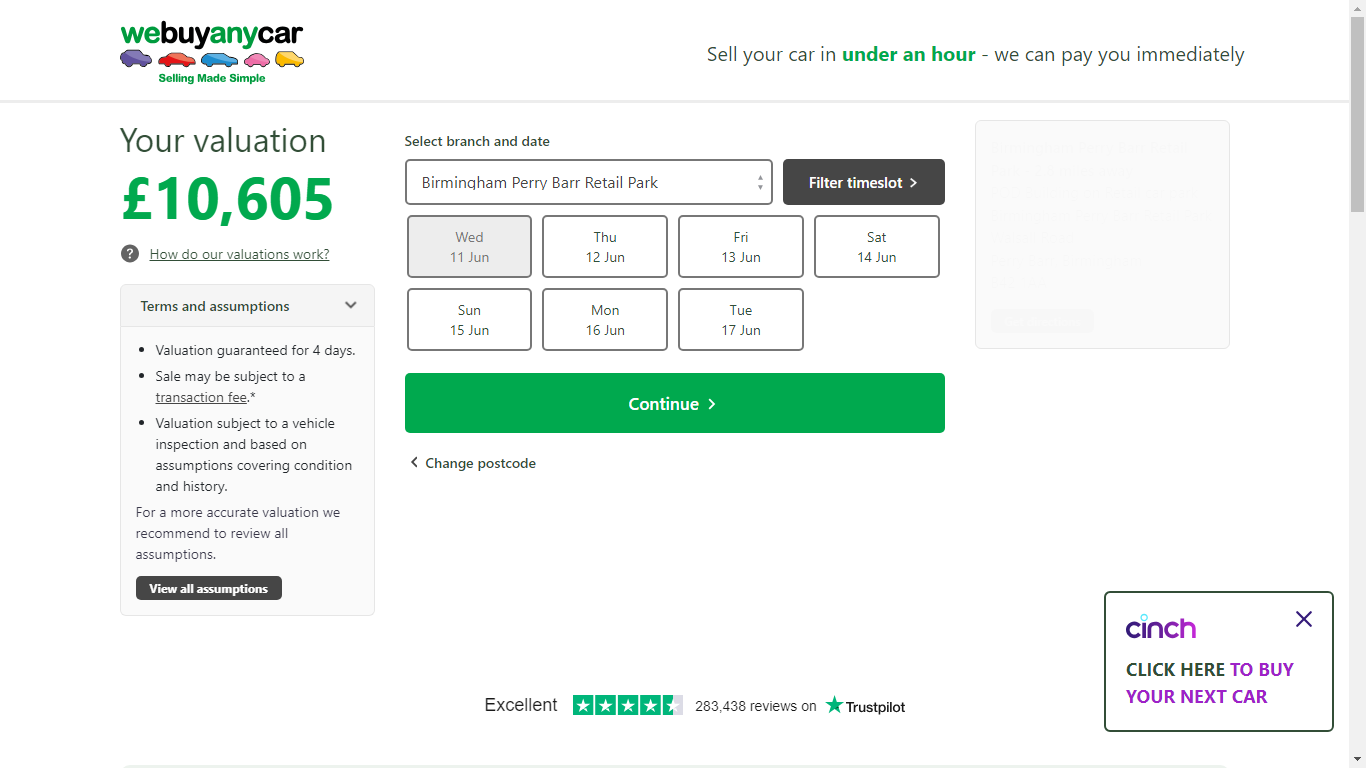 webuyanycar
Selling Made Simple
Sell your car in under an hour - we can pay you immediately
Your valuation
£10,605
? How do our valuations work?
Terms and assumptions
• Valuation guaranteed for 4 days.
• Sale may be subject to a
transaction fee.*
• Valuation subject to a vehicle
inspection and based on
assumptions covering condition
and history.
For a more accurate valuation we
recommend to review all
assumptions.
View all assumptions
Select branch and date
Birmingham Perry Barr Retail Park
Filter timeslot
Wed
11 Jun
Thu
12 Jun
Fri
13 Jun
Sat
14 Jun
Sun
15 Jun
Mon
16 Jun
Tue
17 Jun
Continue
Change postcode
Excellent 283,438 reviews on Trustpilot
cinch
CLICK HERE TO BUY
YOUR NEXT CAR